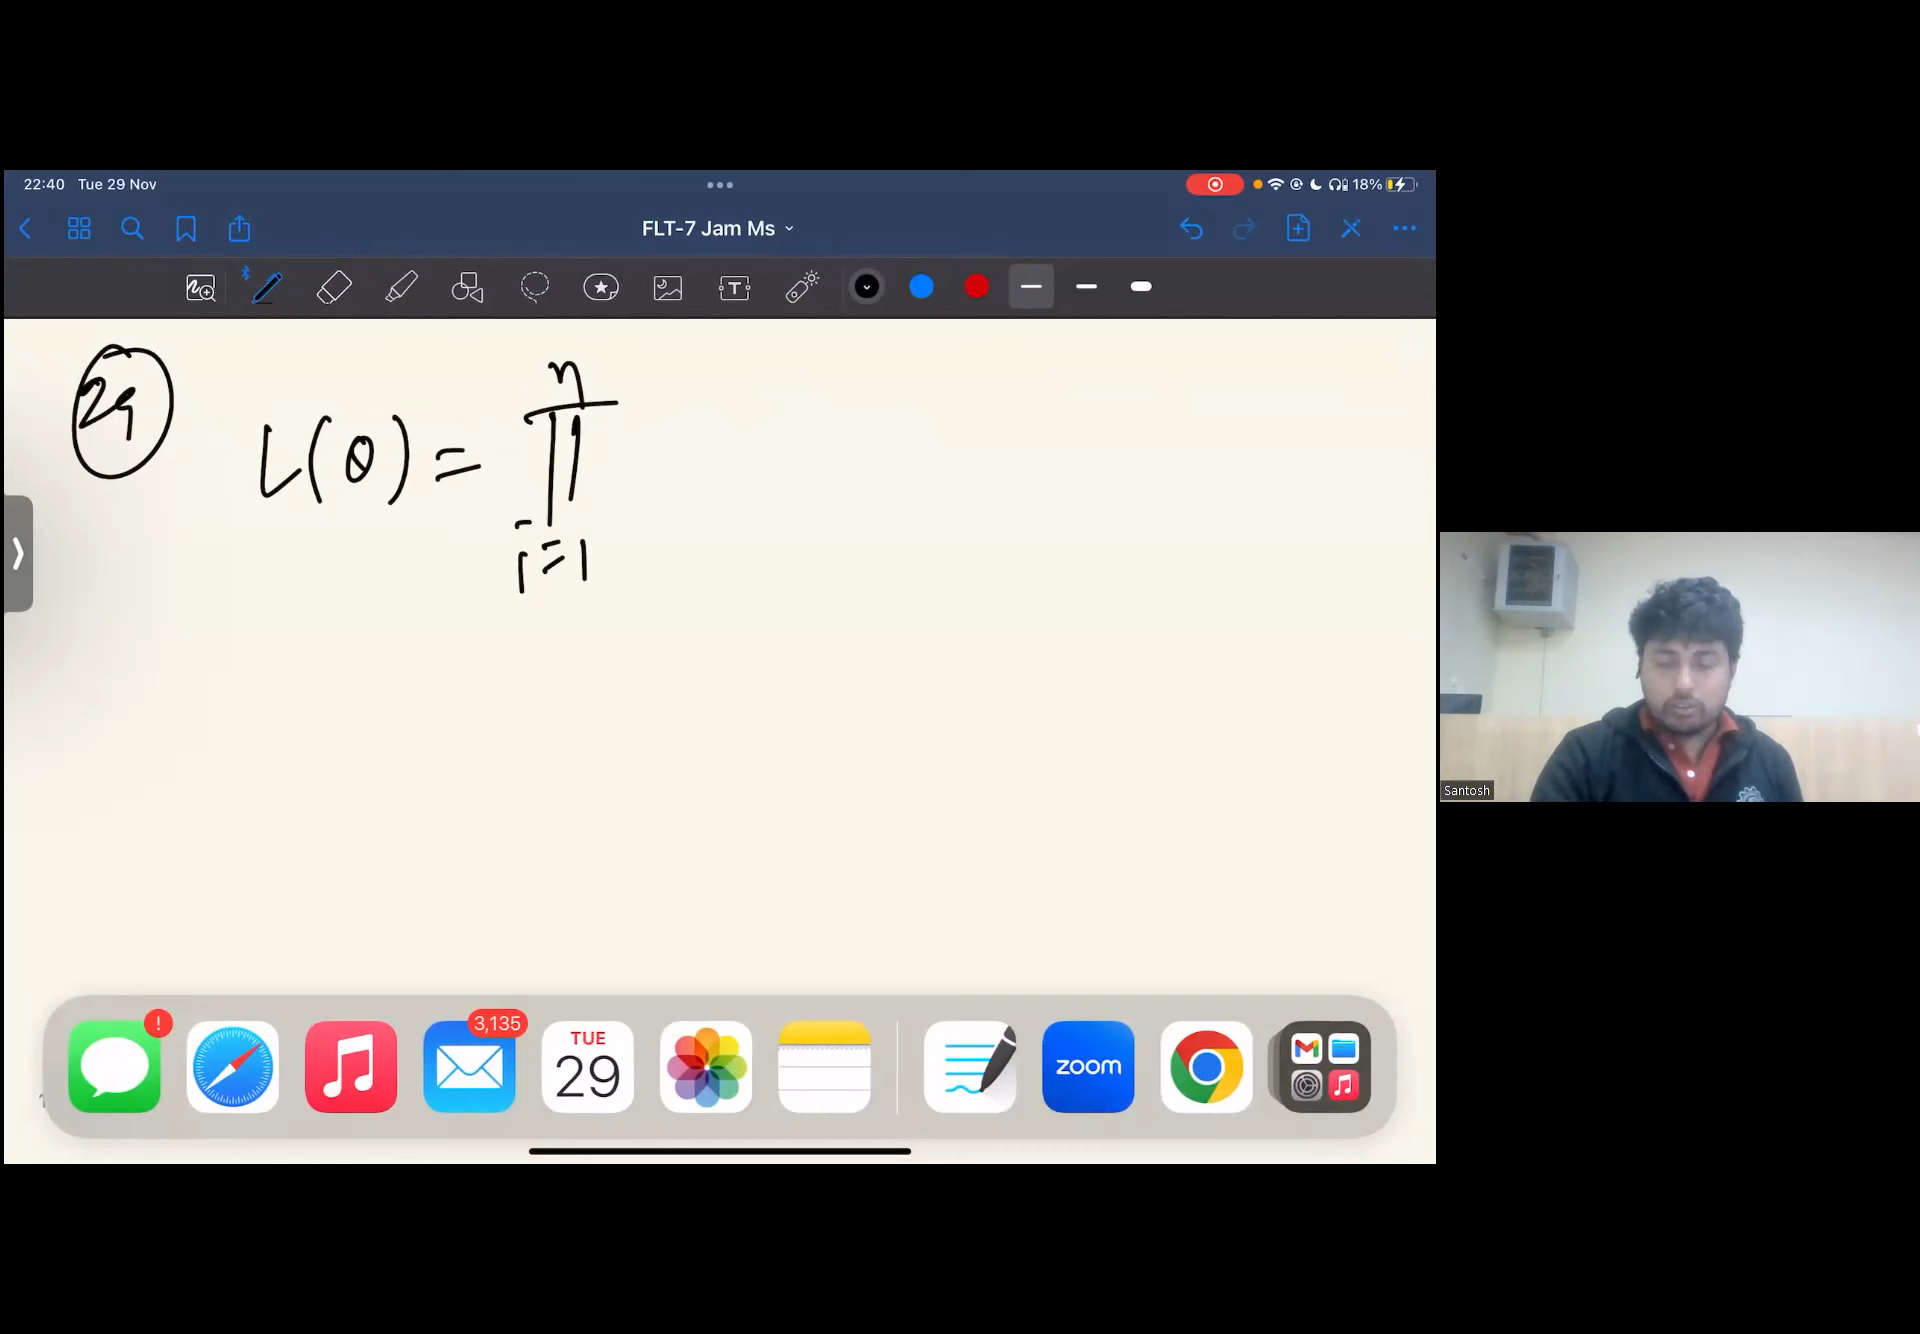 22:40 Tue 29 Nov
18%
FLT-7 Jam Ms
T
29
n
L(θ) = ∏
i=1
Santosh
!
3,135
TUE
29
zoom